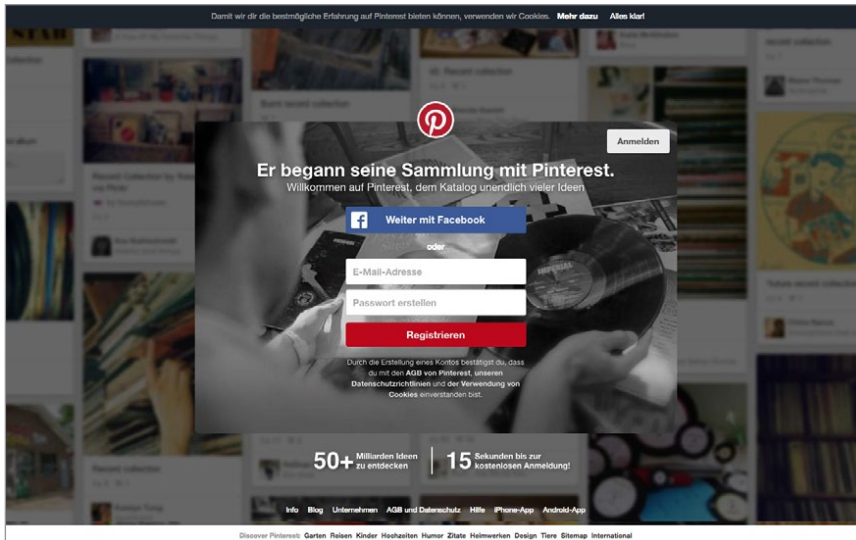 Damit wir dir die bestmögliche Erfahrung auf Pinterest bieten können, verwenden wir Cookies. Mehr dazu Alles klar!
Anmelden
Er begann seine Sammlung mit Pinterest.
Willkommen auf Pinterest, dem Katalog unendlich vieler Ideen
Weiter mit Facebook
oder
E-Mail-Adresse
Passwort erstellen
Registrieren
Durch die Erstellung eines Kontos bestätigst du, dass
du mit den AGB von Pinterest, unseren
Datenschutzrichtlinien und der Verwendung von
Cookies einverstanden bist.
50+ Milliarden Ideen
zu entdecken
15 Sekunden bis zur
kostenlosen Anmeldung!
Record collection
Info Blog Unternehmen AGB und Datenschutz Hilfe iPhone-App Android-App
Discover Pinterest: Garten Reisen Kinder Hochzeiten Humor Zitate Heimwerken Design Tiere Sitemap International